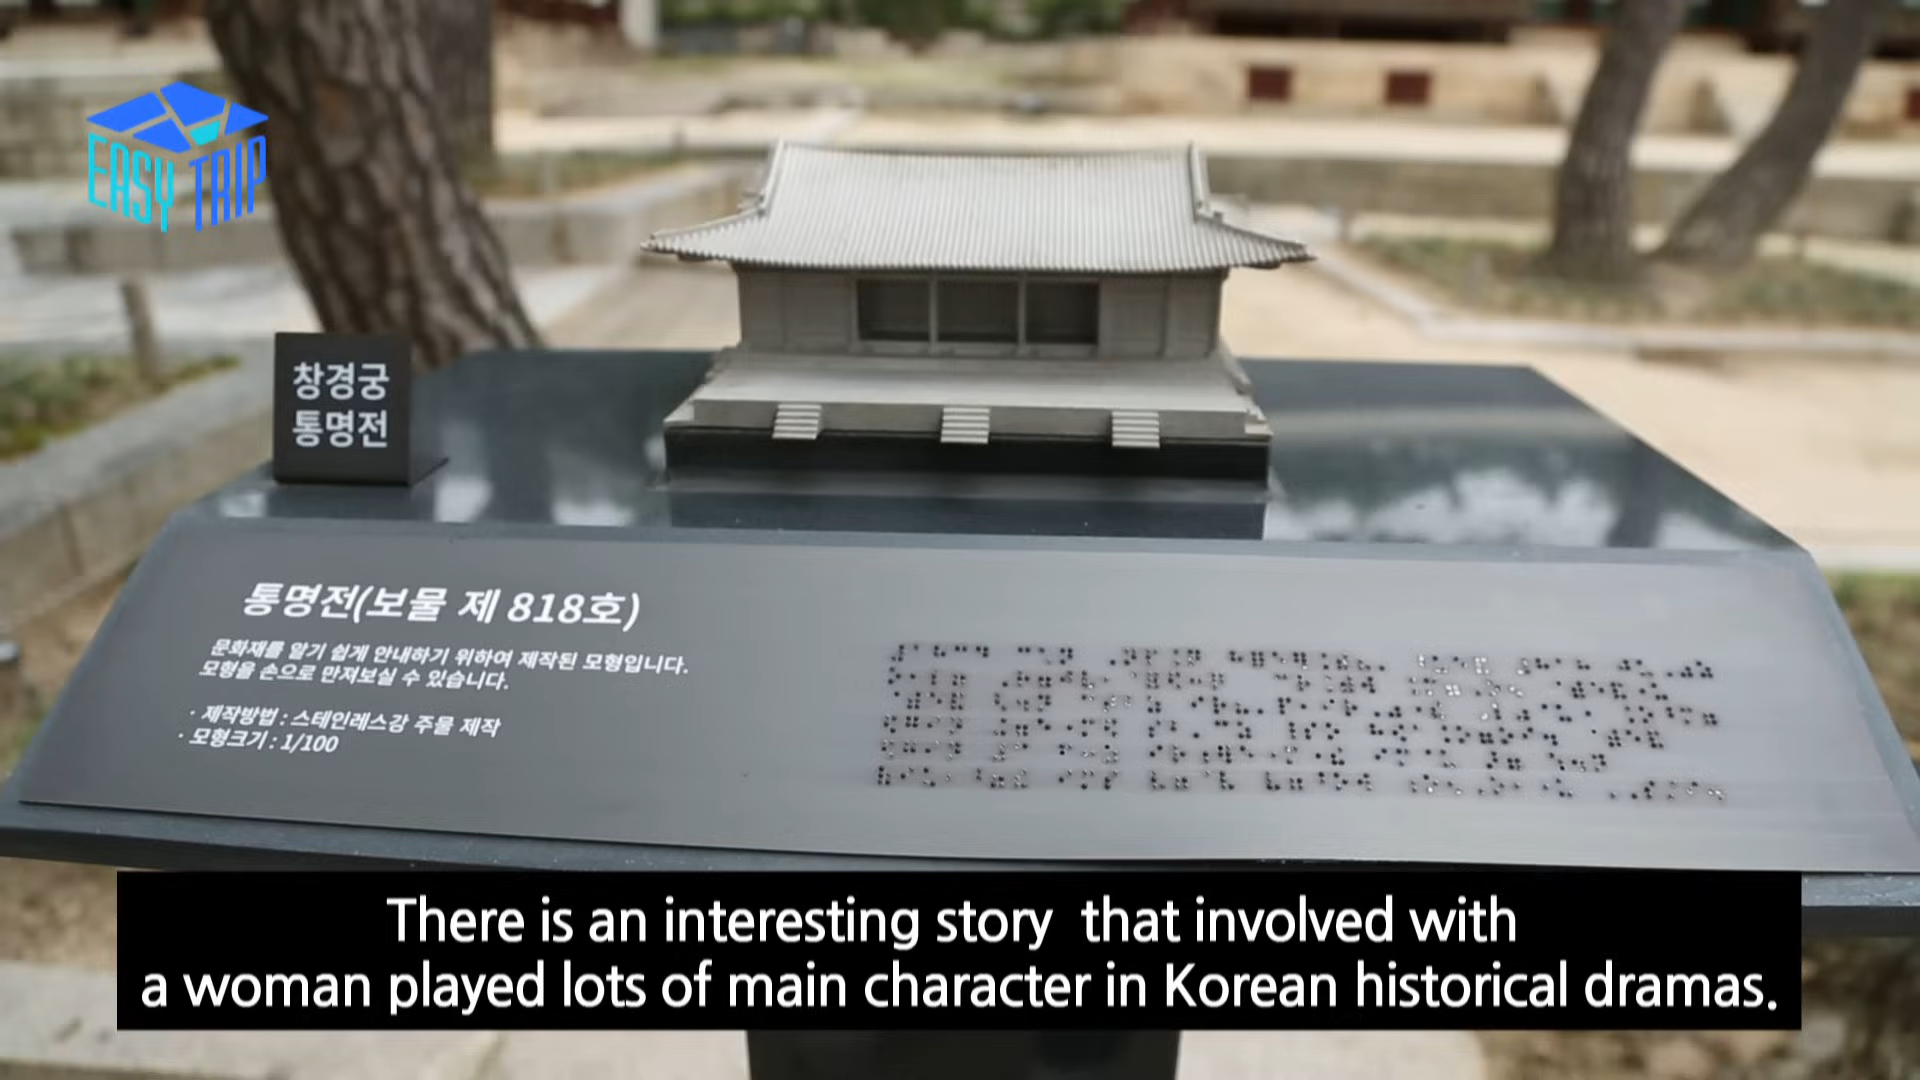 EASY TRIP
창경궁
통명전
통명전(보물 제 818호)
문화재를 알기 쉽게 안내하기 위하여 제작된 모형입니다.
모형을 손으로 만져보실 수 있습니다.
· 제작방법 : 스테인레스강 주물 제작
· 모형크기 : 1/100
There is an interesting story that involved with
a woman played lots of main character in Korean historical dramas.